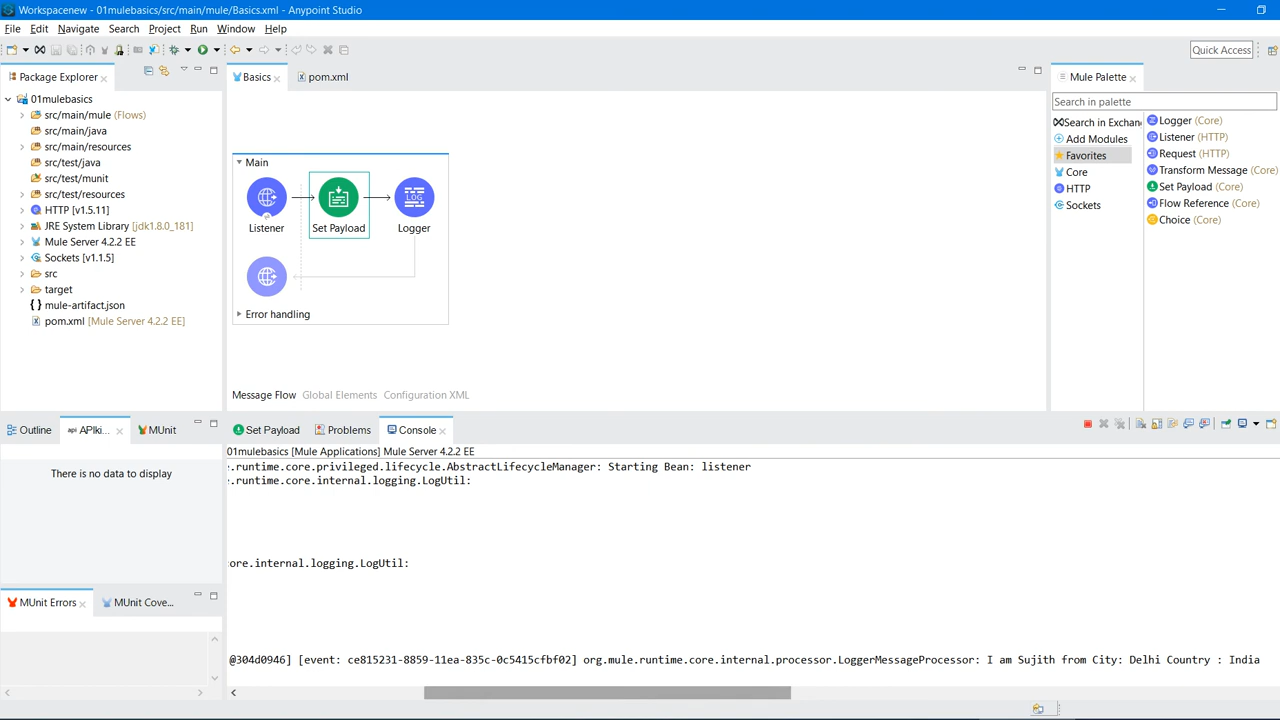 Workspacenew - 01mulebasics/src/main/mule/Basics.xml - Anypoint Studio
File Edit Navigate Search Project Run Window Help
Quick Access
Package Explorer
01mulebasics
src/main/mule (Flows)
src/main/java
src/main/resources
src/test/java
src/test/munit
src/test/resources
HTTP [v1.5.11]
JRE System Library [jdk1.8.0_181]
Mule Server 4.2.2 EE
Sockets [v1.1.5]
src
target
mule-artifact.json
pom.xml [Mule Server 4.2.2 EE]
Basics
pom.xml
Main
Listener
Set Payload
LOG
Logger
Error handling
Message Flow Global Elements Configuration XML
Mule Palette
Search in palette
Search in Exchan
Add Modules
Favorites
Core
HTTP
Sockets
Logger (Core)
Listener (HTTP)
Request (HTTP)
Transform Message (Core)
Set Payload (Core)
Flow Reference (Core)
Choice (Core)
Outline
api APIki...
MUnit
There is no data to display
MUnit Errors
MUnit Cove...
Set Payload
Problems
Console
01mulebasics [Mule Applications] Mule Server 4.2.2 EE
e.runtime.core.privileged.lifecycle.AbstractLifecycleManager: Starting Bean: listener
e.runtime.core.internal.logging.LogUtil:
core.internal.logging.LogUtil:
@304d0946] [event: ce815231-8859-11ea-835c-0c5415cfbf02] org.mule.runtime.core.internal.processor.LoggerMessageProcessor: I am Sujith from City: Delhi Country : India